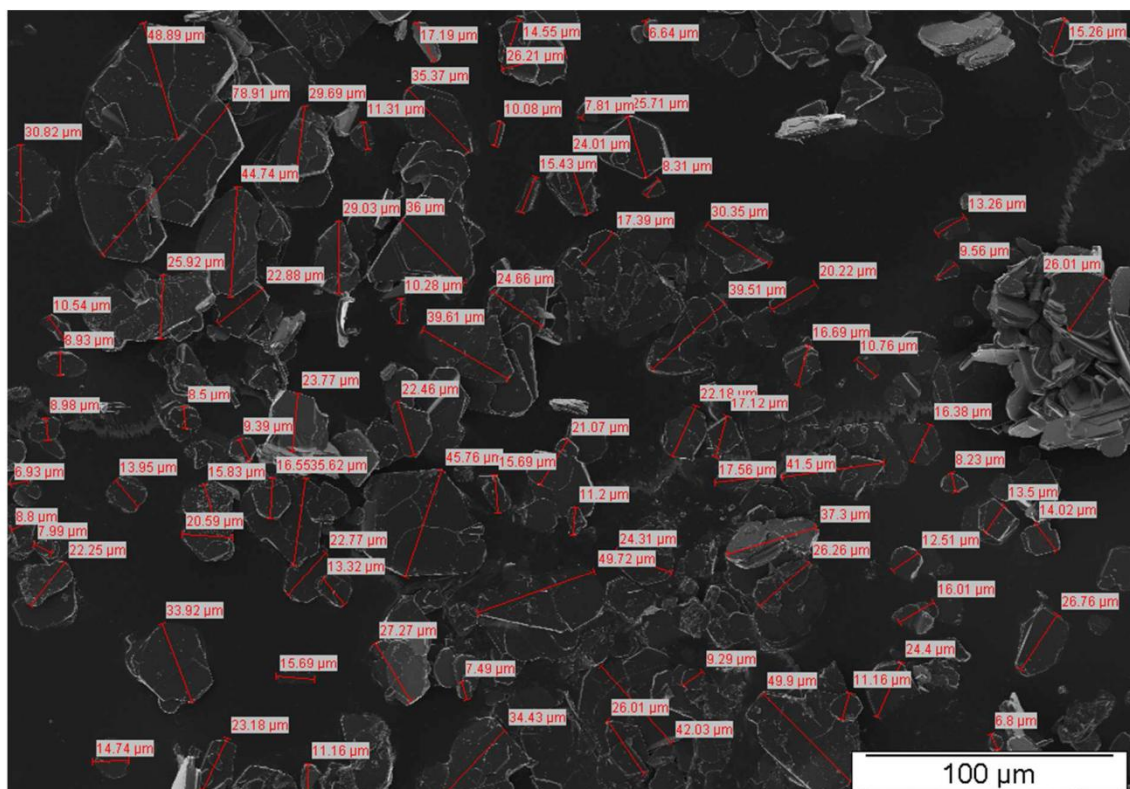 48.89 µm
17.19 µm
14.55 µm
6.64 µm
15.26 µm
26.21 µm
35.37 µm
78.91 µm
29.69 µm
11.31 µm
10.08 µm
7.81 µm
25.71 µm
30.82 µm
24.01 µm
15.43 µm
8.31 µm
44.74 µm
29.03 µm
36 µm
17.39 µm
30.35 µm
13.26 µm
9.56 µm
25.92 µm
22.88 µm
10.28 µm
24.66 µm
39.51 µm
20.22 µm
26.01 µm
10.54 µm
39.61 µm
8.93 µm
16.69 µm
10.76 µm
23.77 µm
8.5 µm
22.46 µm
22.18 µm
17.12 µm
8.98 µm
9.39 µm
21.07 µm
16.38 µm
6.93 µm
13.95 µm
15.83 µm
16.55
35.62 µm
45.76 µm
15.69 µm
17.56 µm
41.5 µm
8.23 µm
11.2 µm
13.5 µm
8.8 µm
7.99 µm
20.59 µm
37.3 µm
14.02 µm
22.25 µm
22.77 µm
24.31 µm
12.51 µm
13.32 µm
49.72 µm
26.26 µm
33.92 µm
16.01 µm
26.76 µm
27.27 µm
15.69 µm
7.49 µm
9.29 µm
24.4 µm
49.9 µm
11.16 µm
34.43 µm
26.01 µm
23.18 µm
42.03 µm
6.8 µm
14.74 µm
11.16 µm
100 µm